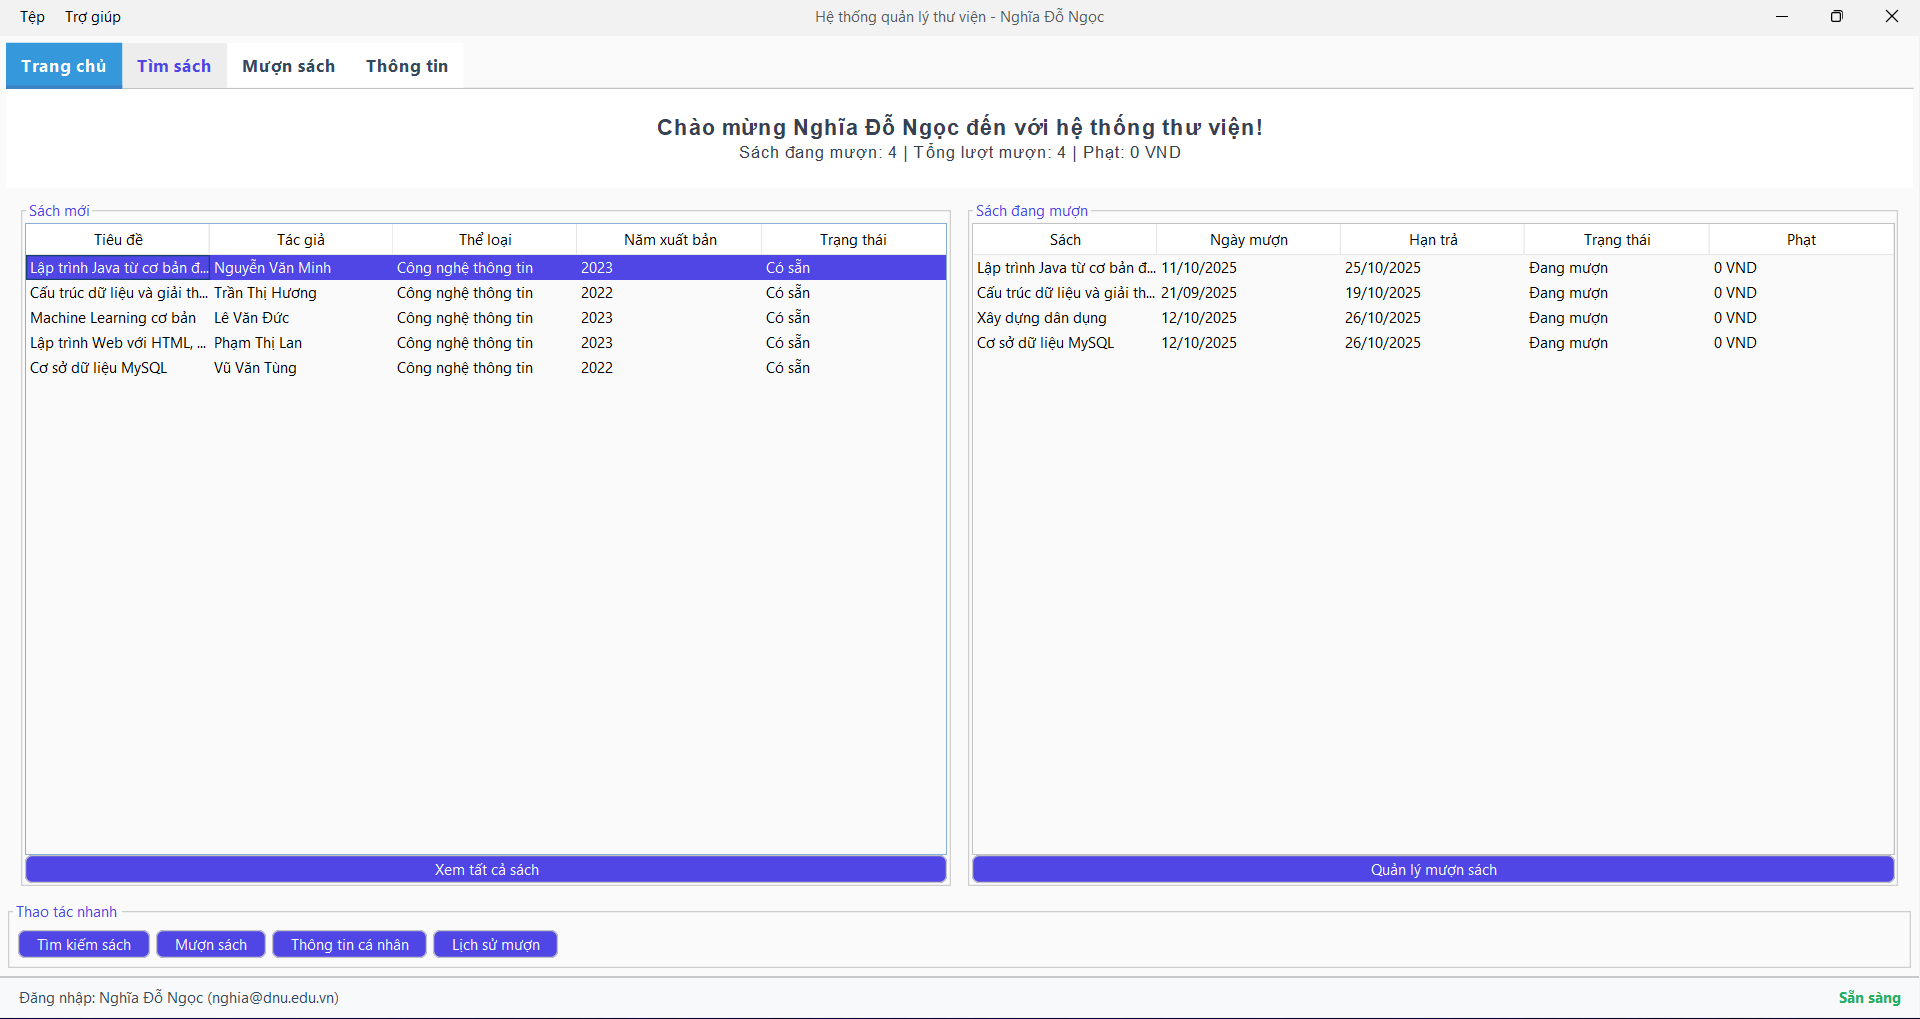 Tệp Trợ giúp Hệ thống quản lý thư viện - Nghĩa Đỗ Ngọc
Trang chủ Tìm sách Mượn sách Thông tin
Chào mừng Nghĩa Đỗ Ngọc đến với hệ thống thư viện!
Sách đang mượn: 4 | Tổng lượt mượn: 4 | Phạt: 0 VND
Sách mới
Tiêu đề Tác giả Thể loại Năm xuất bản Trạng thái
Lập trình Java từ cơ bản đ... Nguyễn Văn Minh Công nghệ thông tin 2023 Có sẵn
Cấu trúc dữ liệu và giải th... Trần Thị Hương Công nghệ thông tin 2022 Có sẵn
Machine Learning cơ bản Lê Văn Đức Công nghệ thông tin 2023 Có sẵn
Lập trình Web với HTML, ... Phạm Thị Lan Công nghệ thông tin 2023 Có sẵn
Cơ sở dữ liệu MySQL Vũ Văn Tùng Công nghệ thông tin 2022 Có sẵn
Xem tất cả sách
Sách đang mượn
Sách Ngày mượn Hạn trả Trạng thái Phạt
Lập trình Java từ cơ bản đ... 11/10/2025 25/10/2025 Đang mượn 0 VND
Cấu trúc dữ liệu và giải th... 21/09/2025 19/10/2025 Đang mượn 0 VND
Xây dựng dân dụng 12/10/2025 26/10/2025 Đang mượn 0 VND
Cơ sở dữ liệu MySQL 12/10/2025 26/10/2025 Đang mượn 0 VND
Quản lý mượn sách
Thao tác nhanh
Tìm kiếm sách Mượn sách Thông tin cá nhân Lịch sử mượn
Đăng nhập: Nghĩa Đỗ Ngọc (nghia@dnu.edu.vn) Sẵn sàng